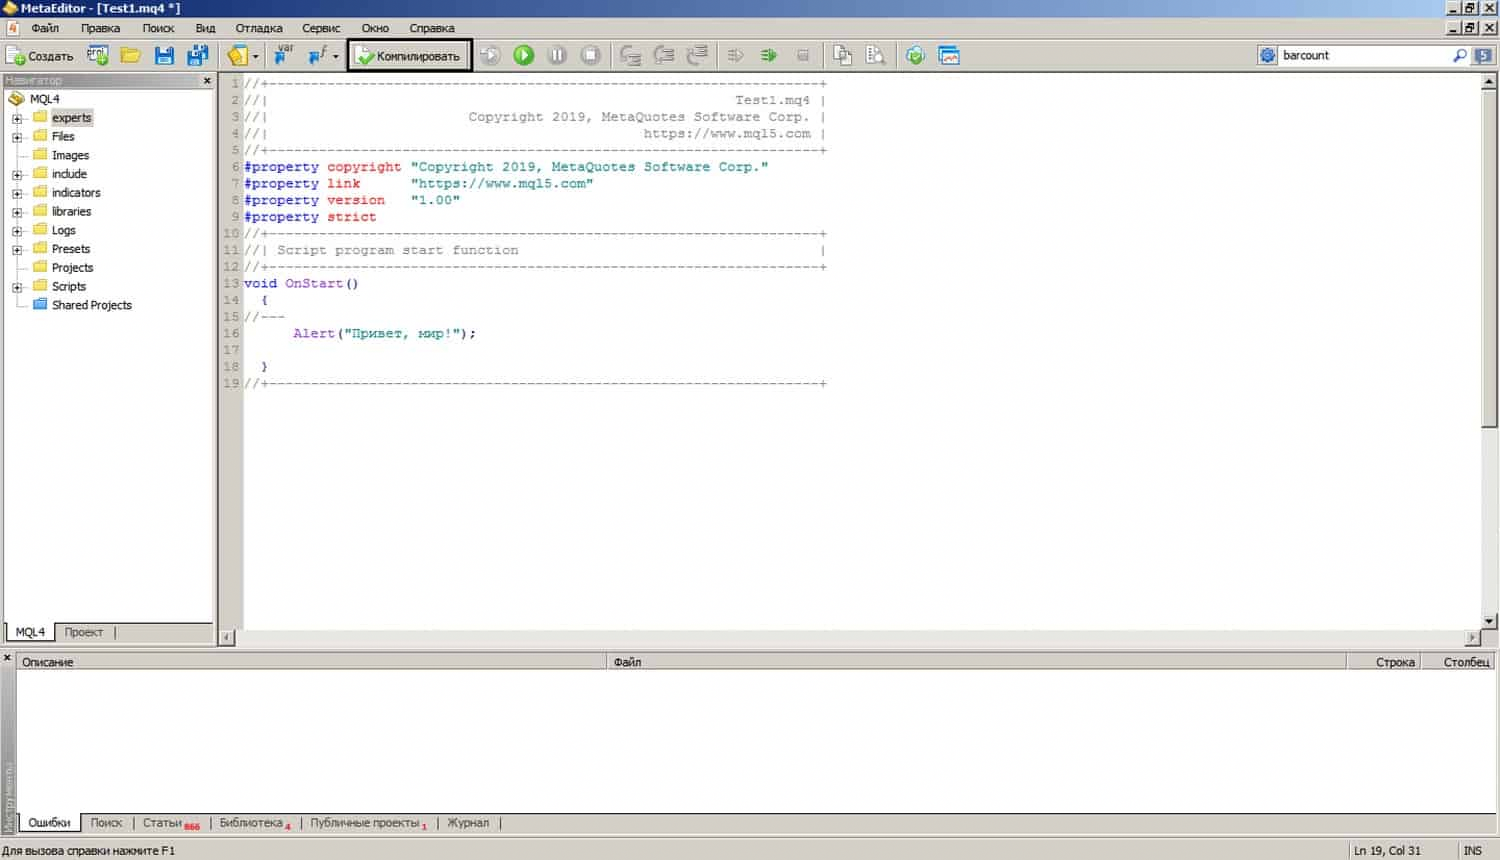 MetaEditor - [Test1.mq4 *]
Файл Правка Поиск Вид Отладка Сервис Окно Справка
Создать var Компилировать barcount 5
Навигатор
MQL4
experts
Files
Images
include
indicators
libraries
Logs
Presets
Projects
Scripts
Shared Projects
MQL4 Проект
1 //+------------------------------------------------------------------+
2 //| Test1.mq4 |
3 //| Copyright 2019, MetaQuotes Software Corp. |
4 //| https://www.mql5.com |
5 //+------------------------------------------------------------------+
6 #property copyright "Copyright 2019, MetaQuotes Software Corp."
7 #property link "https://www.mql5.com"
8 #property version "1.00"
9 #property strict
10 //+------------------------------------------------------------------+
11 //| Script program start function |
12 //+------------------------------------------------------------------+
13 void OnStart()
14 {
15 //---
16 Alert("Привет, мир!");
17
18 }
19 //+------------------------------------------------------------------+
Описание Файл Строка Столбец
Инструменты
Ошибки Поиск Статьи 866 Библиотека 4 Публичные проекты 1 Журнал
Для вызова справки нажмите F1 Ln 19, Col 31 INS